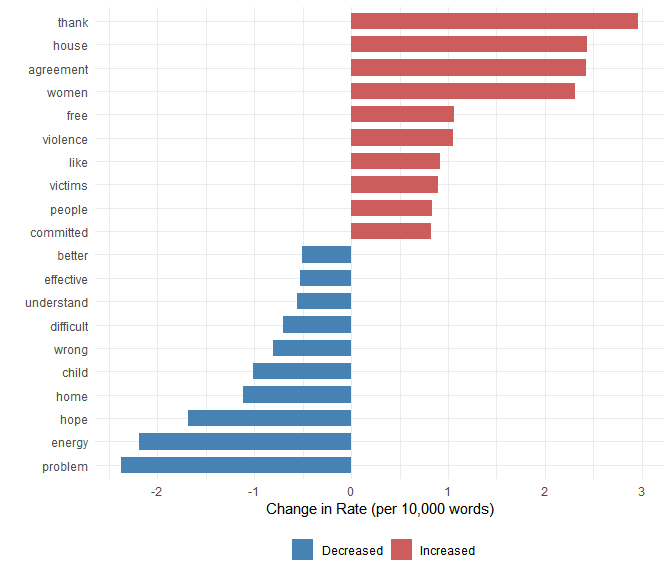 thank
house
agreement
women
free
violence
like
victims
people
committed
better
effective
understand
difficult
wrong
child
home
hope
energy
problem
-2 -1 0 1 2 3
Change in Rate (per 10,000 words)
Decreased Increased